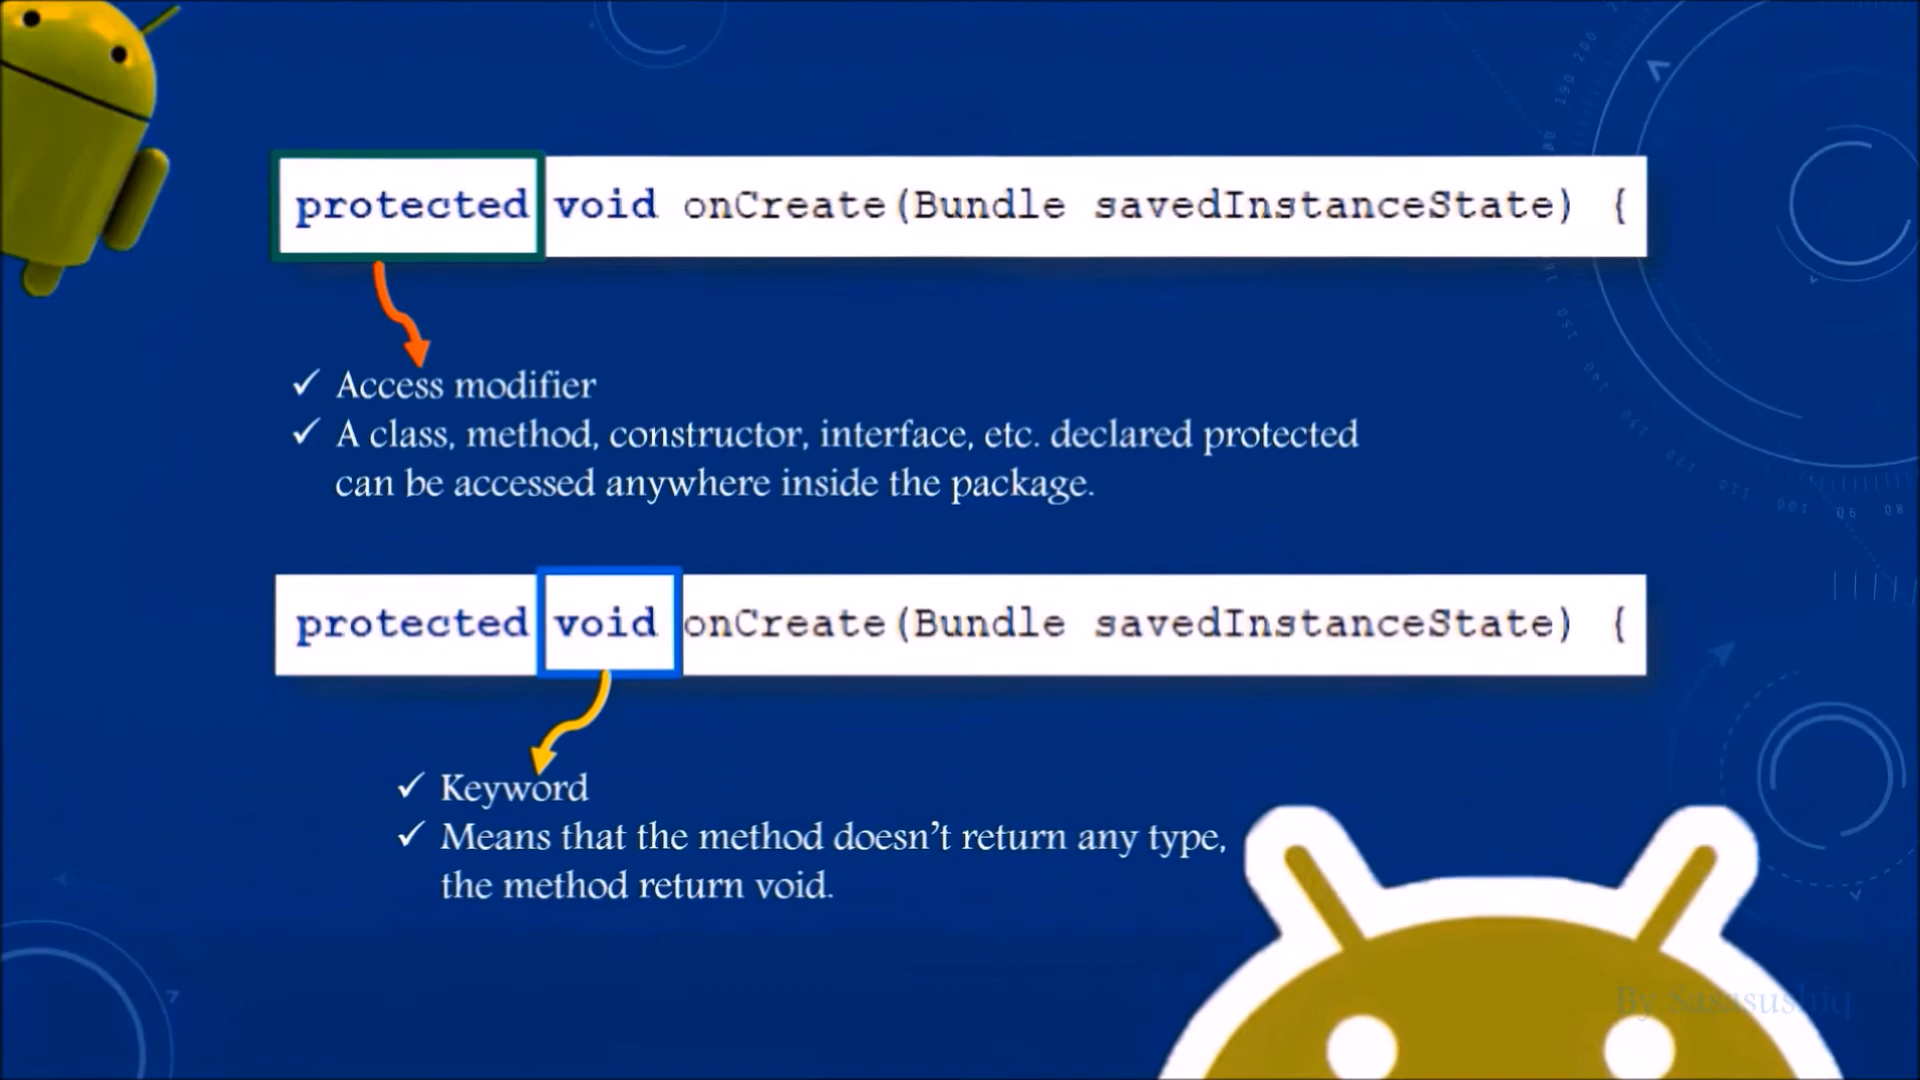 protected void onCreate(Bundle savedInstanceState) {
✓ Access modifier
✓ A class, method, constructor, interface, etc. declared protected
can be accessed anywhere inside the package.
protected void onCreate(Bundle savedInstanceState) {
✓ Keyword
✓ Means that the method doesn't return any type,
the method return void.
By Sasasushiq